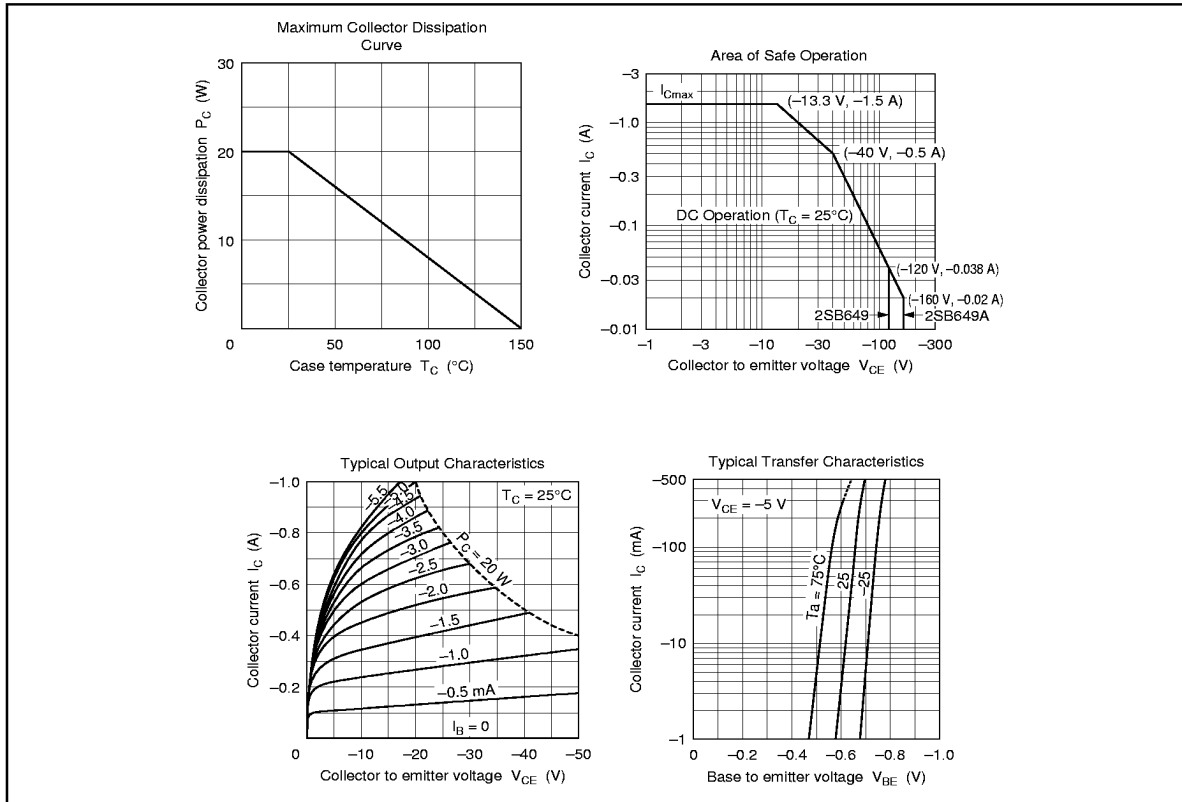 Maximum Collector Dissipation
Curve
Collector power dissipation P_C (W)
30
20
10
0
50
100
150
Case temperature T_C (°C)
Area of Safe Operation
Collector current I_C (A)
–3
–1.0
–0.3
–0.1
–0.03
–0.01
I_Cmax
(–13.3 V, –1.5 A)
(–40 V, –0.5 A)
DC Operation (T_C = 25°C)
(–120 V, –0.038 A)
(–160 V, –0.02 A)
2SB649
2SB649A
–1
–3
–10
–30
–100
–300
Collector to emitter voltage V_CE (V)
Typical Output Characteristics
Collector current I_C (A)
–1.0
–0.8
–0.6
–0.4
–0.2
0
T_C = 25°C
–5.5
–5.0
–4.5
–4.0
–3.5
–3.0
–2.5
–2.0
–1.5
–1.0
–0.5 mA
I_B = 0
P_C = 20 W
–10
–20
–30
–40
–50
Collector to emitter voltage V_CE (V)
Typical Transfer Characteristics
Collector current I_C (mA)
–500
–100
–10
–1
V_CE = –5 V
Ta = 75°C
25
–25
0
–0.2
–0.4
–0.6
–0.8
–1.0
Base to emitter voltage V_BE (V)